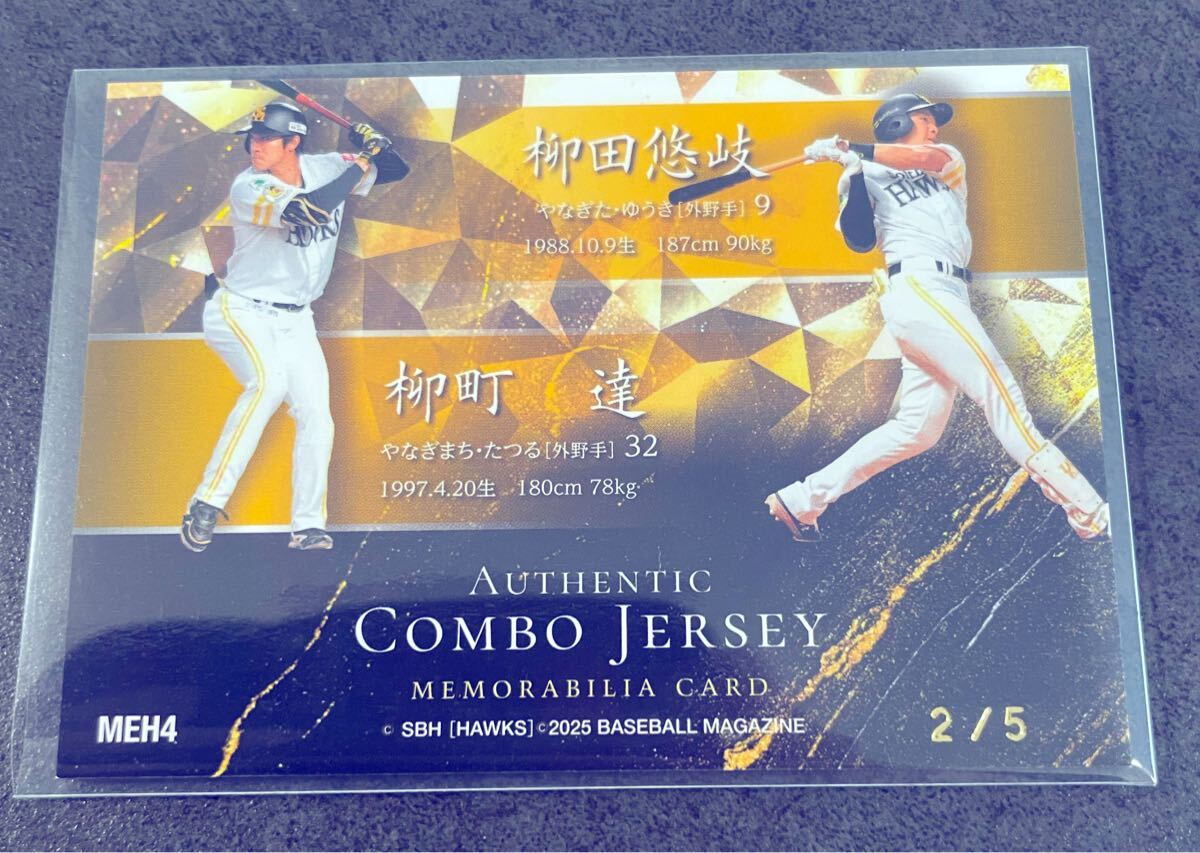 柳田悠岐
やなぎた・ゆうき[外野手] 9
1988.10.9生 187cm 90kg
柳町 達
やなぎまち・たつる[外野手] 32
1997.4.20生 180cm 78kg
AUTHENTIC
COMBO JERSEY
MEMORABILIA CARD
MEH4
© SBH [HAWKS] © 2025 BASEBALL MAGAZINE
2/5
HAWKS